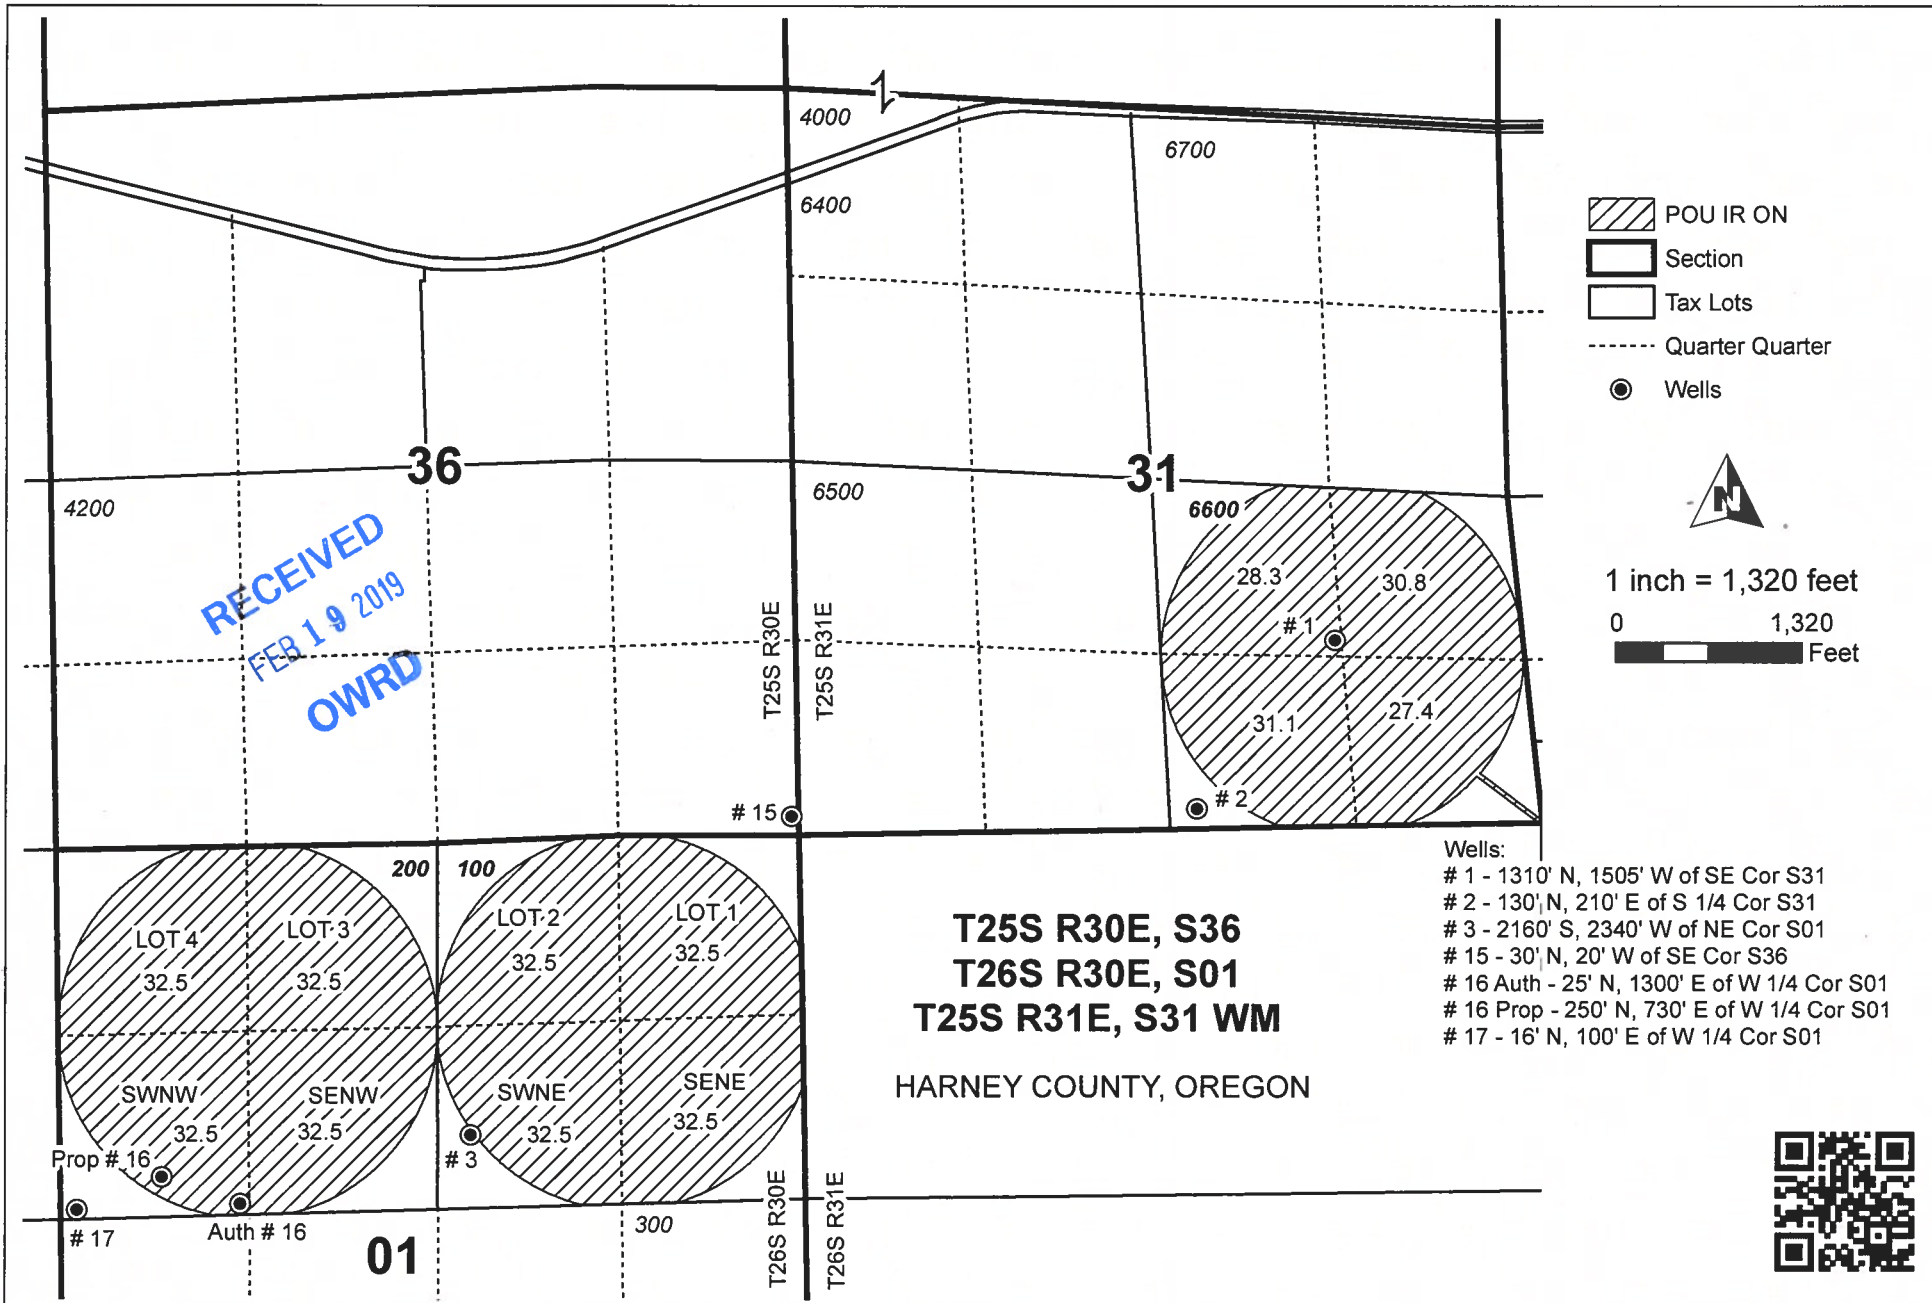 4000
6700
6400
POU IR ON
Section
Tax Lots
Quarter Quarter
Wells
36
31
4200
6500
6600
N
RECEIVED
FEB 19 2019
OWRD
1 inch = 1,320 feet
0 1,320
Feet
28.3
30.8
# 1
31.1
27.4
T25S R30E
T25S R31E
# 15
# 2
200
100
Wells:
# 1 - 1310' N, 1505' W of SE Cor S31
# 2 - 130' N, 210' E of S 1/4 Cor S31
# 3 - 2160' S, 2340' W of NE Cor S01
# 15 - 30' N, 20' W of SE Cor S36
# 16 Auth - 25' N, 1300' E of W 1/4 Cor S01
# 16 Prop - 250' N, 730' E of W 1/4 Cor S01
# 17 - 16' N, 100' E of W 1/4 Cor S01
LOT 4
32.5
LOT 3
32.5
LOT 2
32.5
LOT 1
32.5
T25S R30E, S36
T26S R30E, S01
T25S R31E, S31 WM
HARNEY COUNTY, OREGON
SWNW
32.5
SENW
32.5
SWNE
32.5
SENE
32.5
Prop # 16
# 3
# 17
Auth # 16
300
01
T26S R30E
T26S R31E